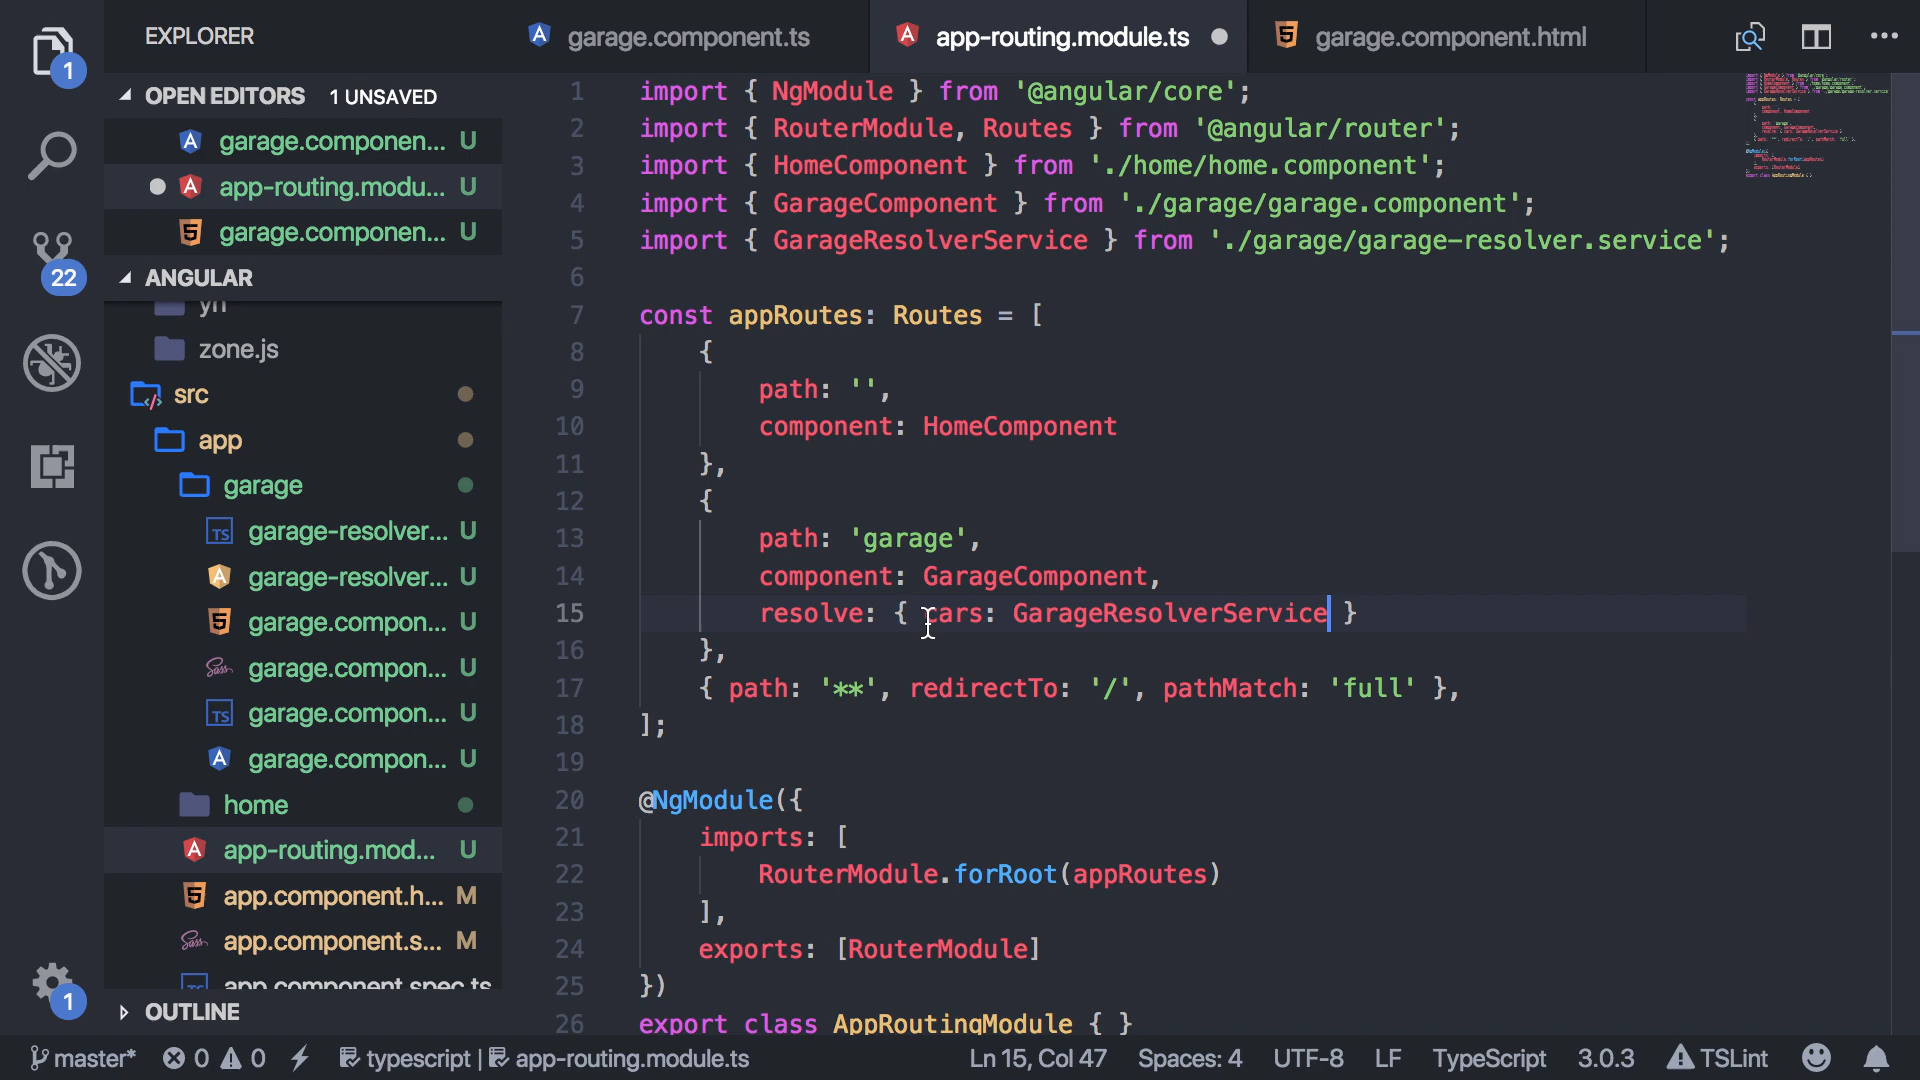 EXPLORER
OPEN EDITORS 1 UNSAVED
garage.componen... U
app-routing.modu... U
garage.componen... U
ANGULAR
zone.js
src
app
garage
garage-resolver... U
garage-resolver... U
garage.compon... U
garage.compon... U
garage.compon... U
garage.compon... U
home
app-routing.mod... U
app.component.h... M
app.component.s... M
app.component.spec.ts
OUTLINE
1
22
1
garage.component.ts
app-routing.module.ts
garage.component.html
1 import { NgModule } from '@angular/core';
2 import { RouterModule, Routes } from '@angular/router';
3 import { HomeComponent } from './home/home.component';
4 import { GarageComponent } from './garage/garage.component';
5 import { GarageResolverService } from './garage/garage-resolver.service';
6
7 const appRoutes: Routes = [
8 {
9 path: '',
10 component: HomeComponent
11 },
12 {
13 path: 'garage',
14 component: GarageComponent,
15 resolve: { cars: GarageResolverService }
16 },
17 { path: '**', redirectTo: '/', pathMatch: 'full' },
18 ];
19
20 @NgModule({
21 imports: [
22 RouterModule.forRoot(appRoutes)
23 ],
24 exports: [RouterModule]
25 })
26 export class AppRoutingModule { }
master* 0 0 typescript | app-routing.module.ts Ln 15, Col 47 Spaces: 4 UTF-8 LF TypeScript 3.0.3 TSLint